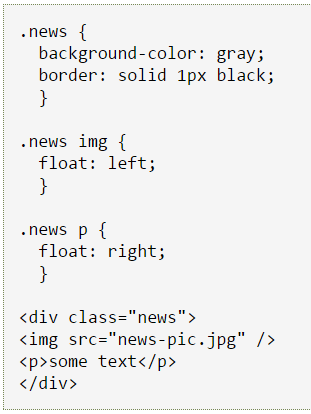 .news {
  background-color: gray;
  border: solid 1px black;
  }

.news img {
  float: left;
  }

.news p {
  float: right;
  }

<div class="news">
<img src="news-pic.jpg" />
<p>some text</p>
</div>